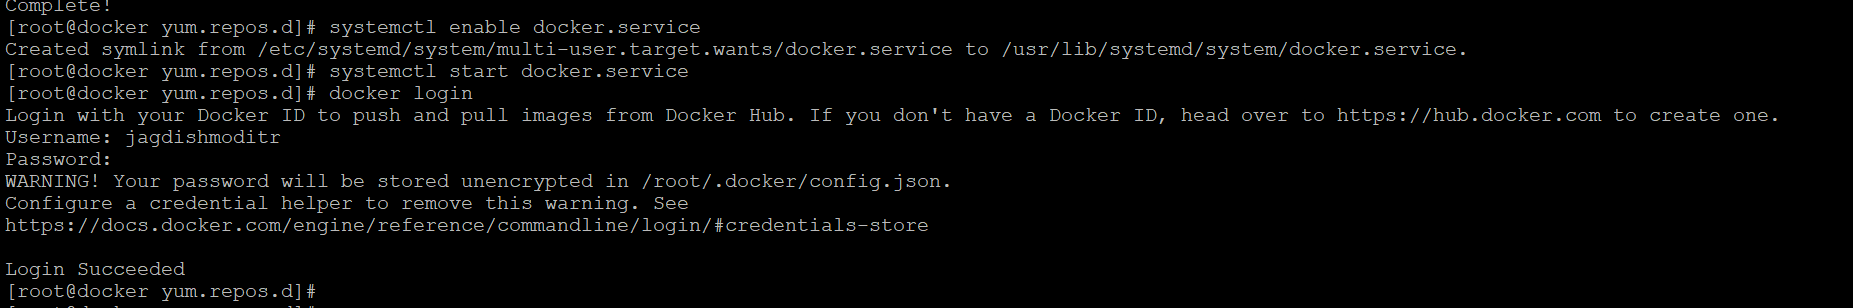 Complete!
[root@docker yum.repos.d]# systemctl enable docker.service
Created symlink from /etc/systemd/system/multi-user.target.wants/docker.service to /usr/lib/systemd/system/docker.service.
[root@docker yum.repos.d]# systemctl start docker.service
[root@docker yum.repos.d]# docker login
Login with your Docker ID to push and pull images from Docker Hub. If you don't have a Docker ID, head over to https://hub.docker.com to create one.
Username: jagdishmoditr
Password:
WARNING! Your password will be stored unencrypted in /root/.docker/config.json.
Configure a credential helper to remove this warning. See
https://docs.docker.com/engine/reference/commandline/login/#credentials-store
Login Succeeded
[root@docker yum.repos.d]#